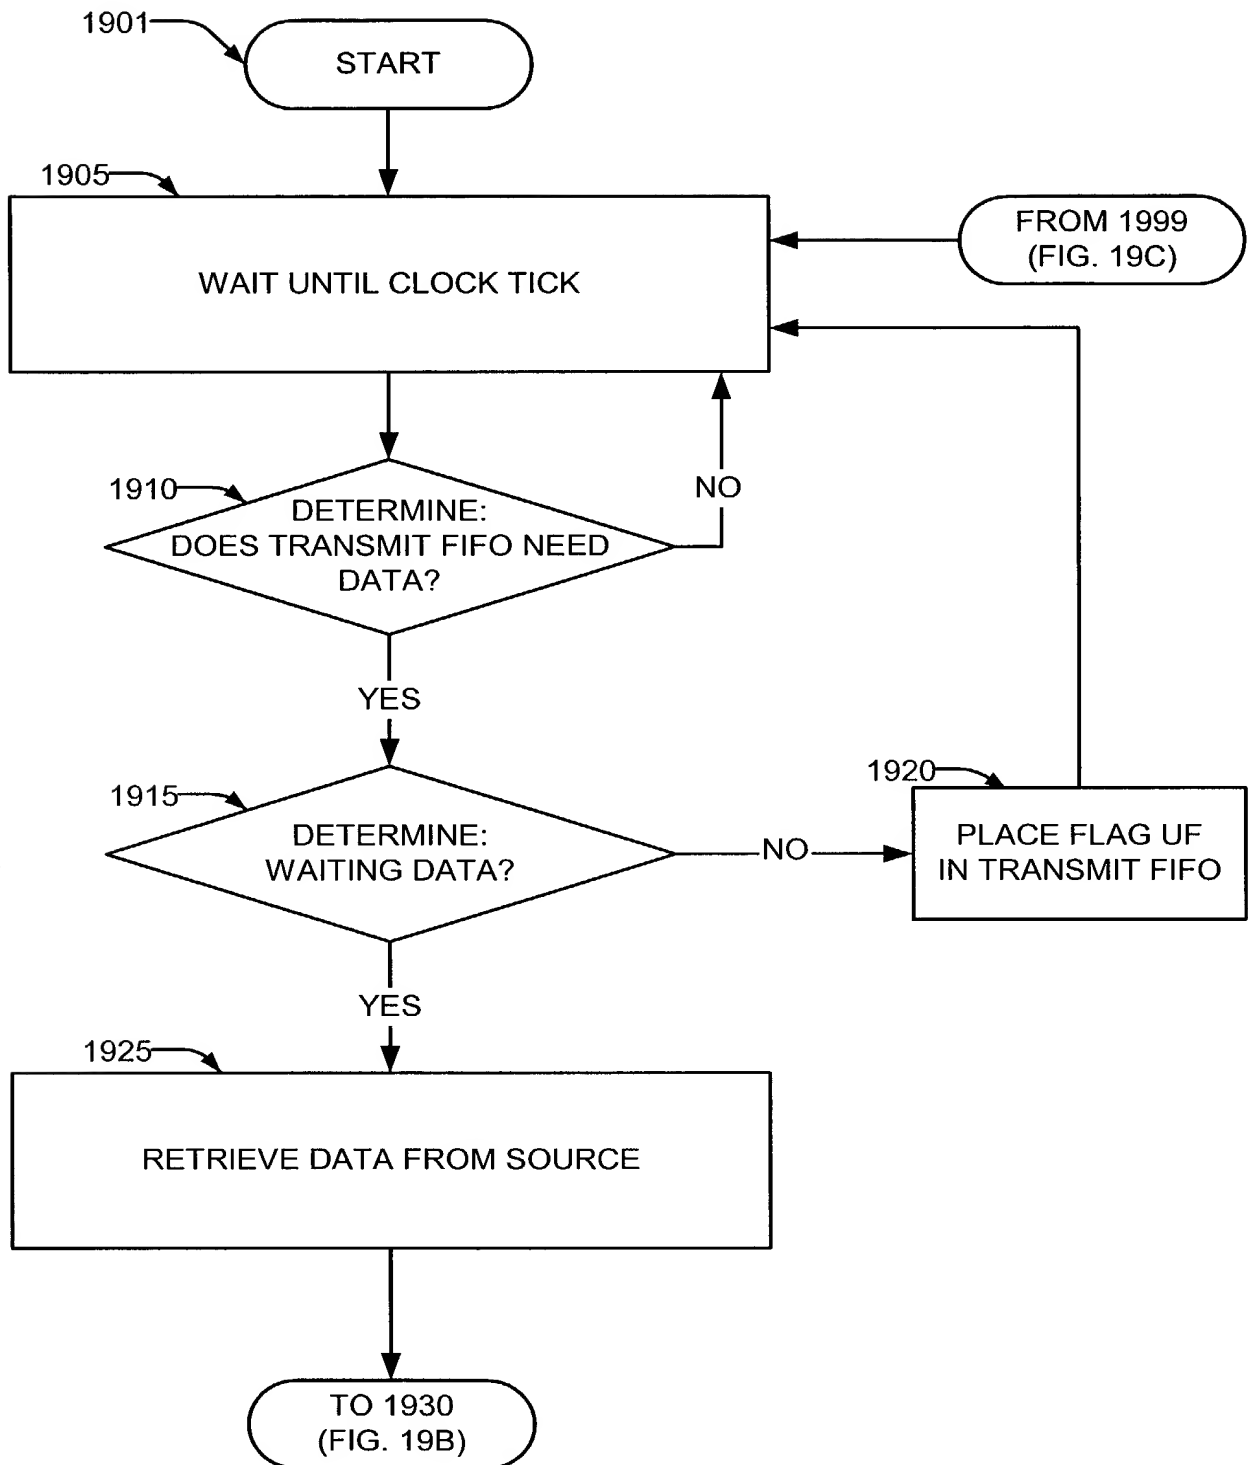 1901
START
1905
WAIT UNTIL CLOCK TICK
FROM 1999
(FIG. 19C)
1910
DETERMINE:
DOES TRANSMIT FIFO NEED
DATA?
NO
YES
1915
DETERMINE:
WAITING DATA?
NO
1920
PLACE FLAG UF
IN TRANSMIT FIFO
YES
1925
RETRIEVE DATA FROM SOURCE
TO 1930
(FIG. 19B)